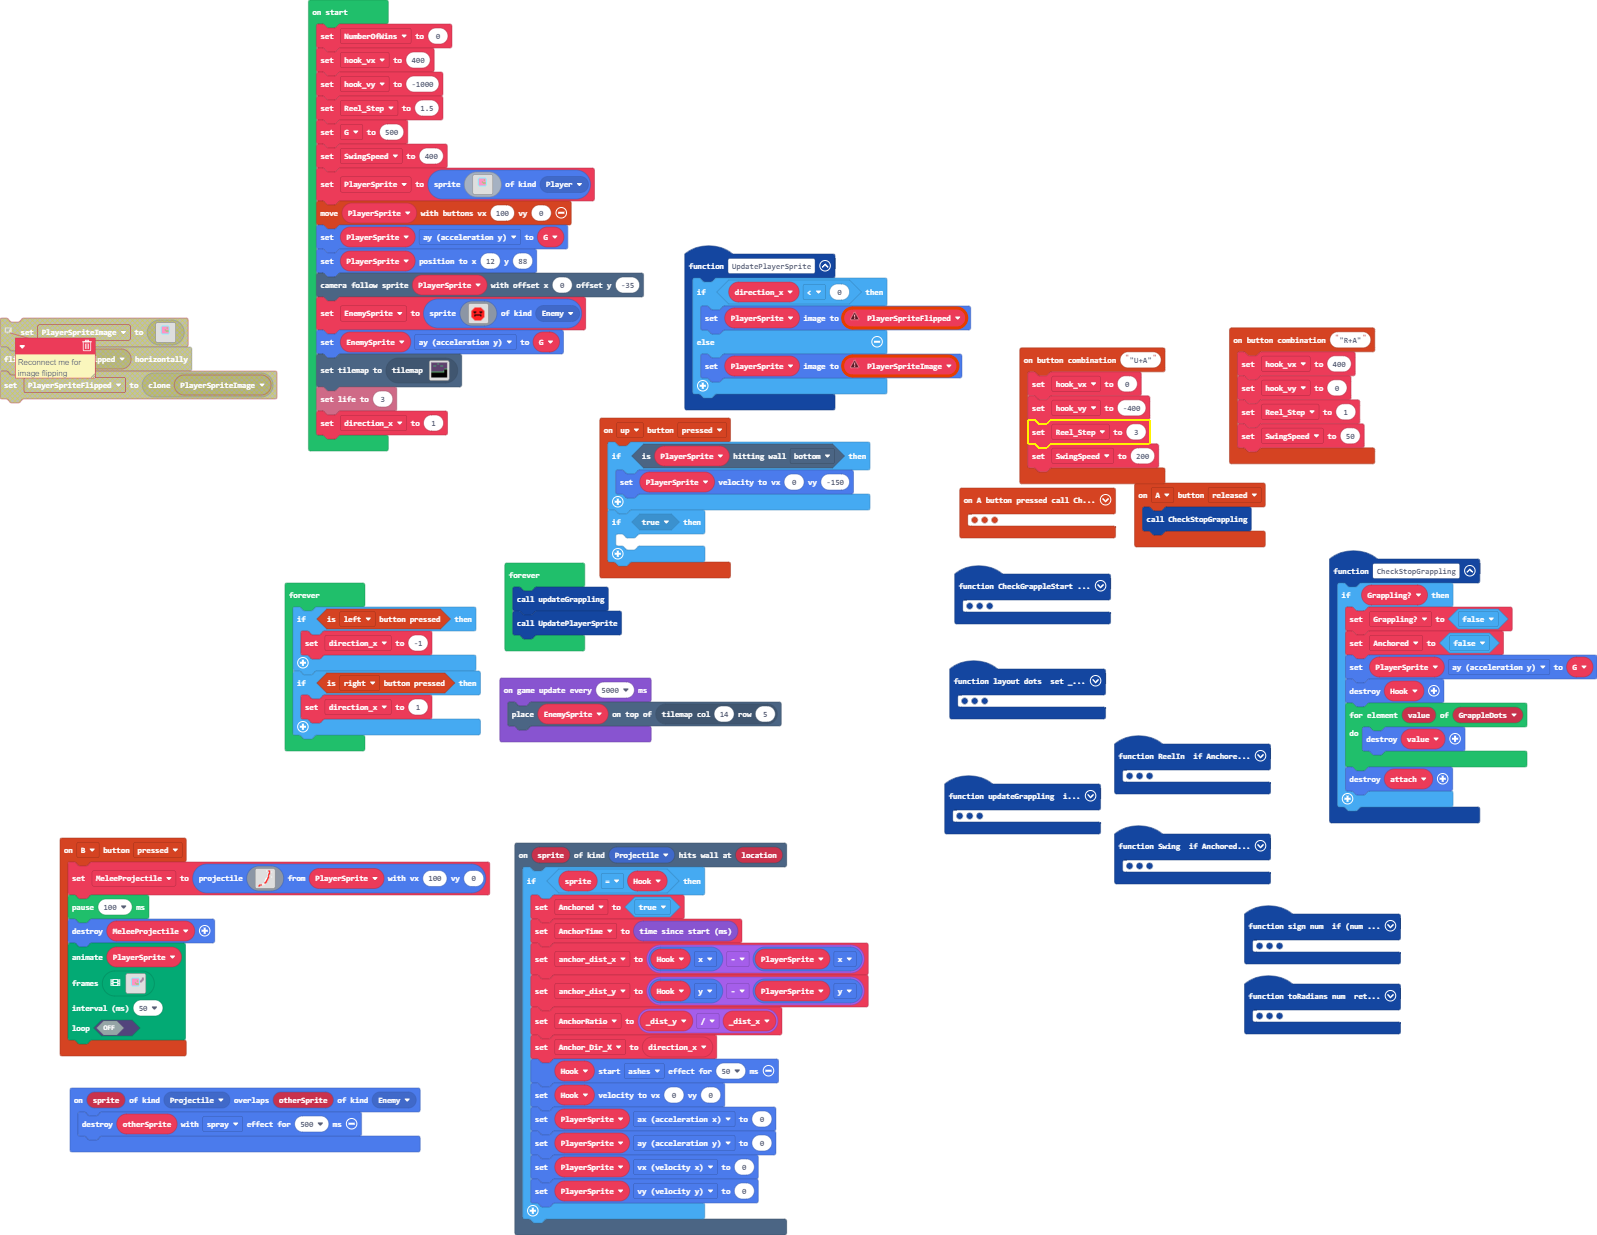 on start
set NumberOfWins to 0
set hook_vx to 400
set hook_vy to -1000
set Reel_Step to 1.5
set G to 500
set SwingSpeed to 400
set PlayerSprite to sprite of kind Player
move PlayerSprite with buttons vx 100 vy 0
set PlayerSprite ay (acceleration y) to G
set PlayerSprite position to x 12 y 88
camera follow sprite PlayerSprite with offset x 0 offset y -35
set EnemySprite to sprite of kind Enemy
set EnemySprite ay (acceleration y) to G
set tilemap to tilemap
set life to 3
set direction_x to 1
set PlayerSpriteImage to
fl pped horizontally
Reconnect me for
image flipping
set PlayerSpriteFlipped to clone PlayerSpriteImage
function UpdatePlayerSprite
if direction_x < 0 then
set PlayerSprite image to PlayerSpriteFlipped
else
set PlayerSprite image to PlayerSpriteImage
on up button pressed
if is PlayerSprite hitting wall bottom then
set PlayerSprite velocity to vx 0 vy -150
if true then
on button combination "U+A"
set hook_vx to 0
set hook_vy to -400
set Reel_Step to 3
set SwingSpeed to 200
on button combination "R+A"
set hook_vx to 400
set hook_vy to 0
set Reel_Step to 1
set SwingSpeed to 50
on A button pressed call Ch...
on A button released
call CheckStopGrappling
forever
if is left button pressed then
set direction_x to -1
if is right button pressed then
set direction_x to 1
forever
call updateGrappling
call UpdatePlayerSprite
on game update every 5000 ms
place EnemySprite on top of tilemap col 14 row 5
function CheckGrappleStart ...
function layout dots set _...
function updateGrappling i...
function ReelIn if Anchore...
function Swing if Anchored...
function sign num if (num ...
function toRadians num ret...
function CheckStopGrappling
if Grappling? then
set Grappling? to false
set Anchored to false
set PlayerSprite ay (acceleration y) to G
destroy Hook
for element value of GrappleDots
do destroy value
destroy attach
on B button pressed
set MeleeProjectile to projectile from PlayerSprite with vx 100 vy 0
pause 100 ms
destroy MeleeProjectile
animate PlayerSprite
frames
interval (ms) 50
loop OFF
on sprite of kind Projectile overlaps otherSprite of kind Enemy
destroy otherSprite with spray effect for 500 ms
on sprite of kind Projectile hits wall at location
if sprite = Hook then
set Anchored to true
set AnchorTime to time since start (ms)
set anchor_dist_x to Hook x - PlayerSprite x
set anchor_dist_y to Hook y - PlayerSprite y
set AnchorRatio to _dist_y / _dist_x
set Anchor_Dir_X to direction_x
Hook start ashes effect for 50 ms
set Hook velocity to vx 0 vy 0
set PlayerSprite ax (acceleration x) to 0
set PlayerSprite ay (acceleration y) to 0
set PlayerSprite vx (velocity x) to 0
set PlayerSprite vy (velocity y) to 0